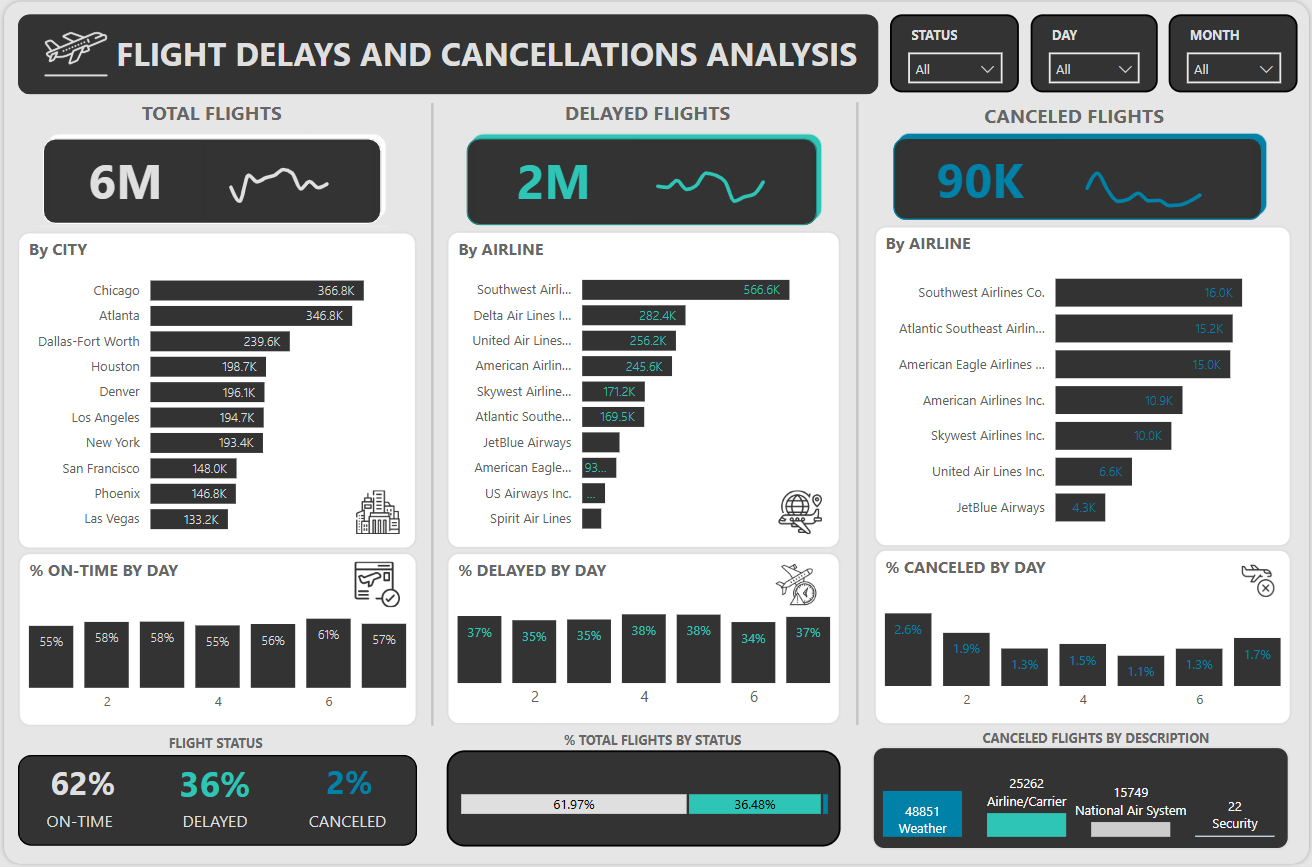 FLIGHT DELAYS AND CANCELLATIONS ANALYSIS
STATUS
All
DAY
All
MONTH
All
TOTAL FLIGHTS
6M
By CITY
Chicago 366.8K
Atlanta 346.8K
Dallas-Fort Worth 239.6K
Houston 198.7K
Denver 196.1K
Los Angeles 194.7K
New York 193.4K
San Francisco 148.0K
Phoenix 146.8K
Las Vegas 133.2K
% ON-TIME BY DAY
55% 58% 58% 55% 56% 61% 57%
2 4 6
FLIGHT STATUS
62% 36% 2%
ON-TIME DELAYED CANCELED
DELAYED FLIGHTS
2M
By AIRLINE
Southwest Airli... 566.6K
Delta Air Lines I... 282.4K
United Air Lines... 256.2K
American Airlin... 245.6K
Skywest Airline... 171.2K
Atlantic Southe... 169.5K
JetBlue Airways
American Eagle... 93...
US Airways Inc. ...
Spirit Air Lines
% DELAYED BY DAY
37% 35% 35% 38% 38% 34% 37%
2 4 6
% TOTAL FLIGHTS BY STATUS
61.97% 36.48%
CANCELED FLIGHTS
90K
By AIRLINE
Southwest Airlines Co. 16.0K
Atlantic Southeast Airlin... 15.2K
American Eagle Airlines ... 15.0K
American Airlines Inc. 10.9K
Skywest Airlines Inc. 10.0K
United Air Lines Inc. 6.6K
JetBlue Airways 4.3K
% CANCELED BY DAY
2.6% 1.9% 1.3% 1.5% 1.1% 1.3% 1.7%
2 4 6
CANCELED FLIGHTS BY DESCRIPTION
48851
Weather
25262
Airline/Carrier
15749
National Air System
22
Security